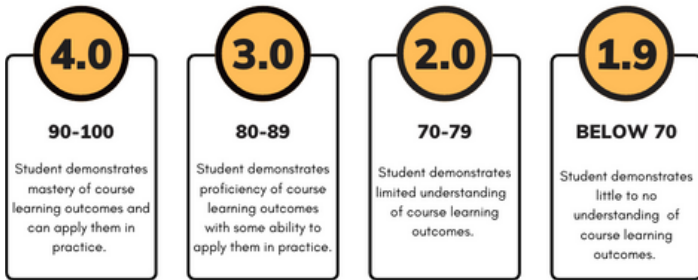 4.0
90-100
Student demonstrates
mastery of course
learning outcomes and
can apply them in
practice.
3.0
80-89
Student demonstrates
proficiency of course
learning outcomes
with some ability to
apply them in practice.
2.0
70-79
Student demonstrates
limited understanding
of course learning
outcomes.
1.9
BELOW 70
Student demonstrates
little to no
understanding of
course learning
outcomes.